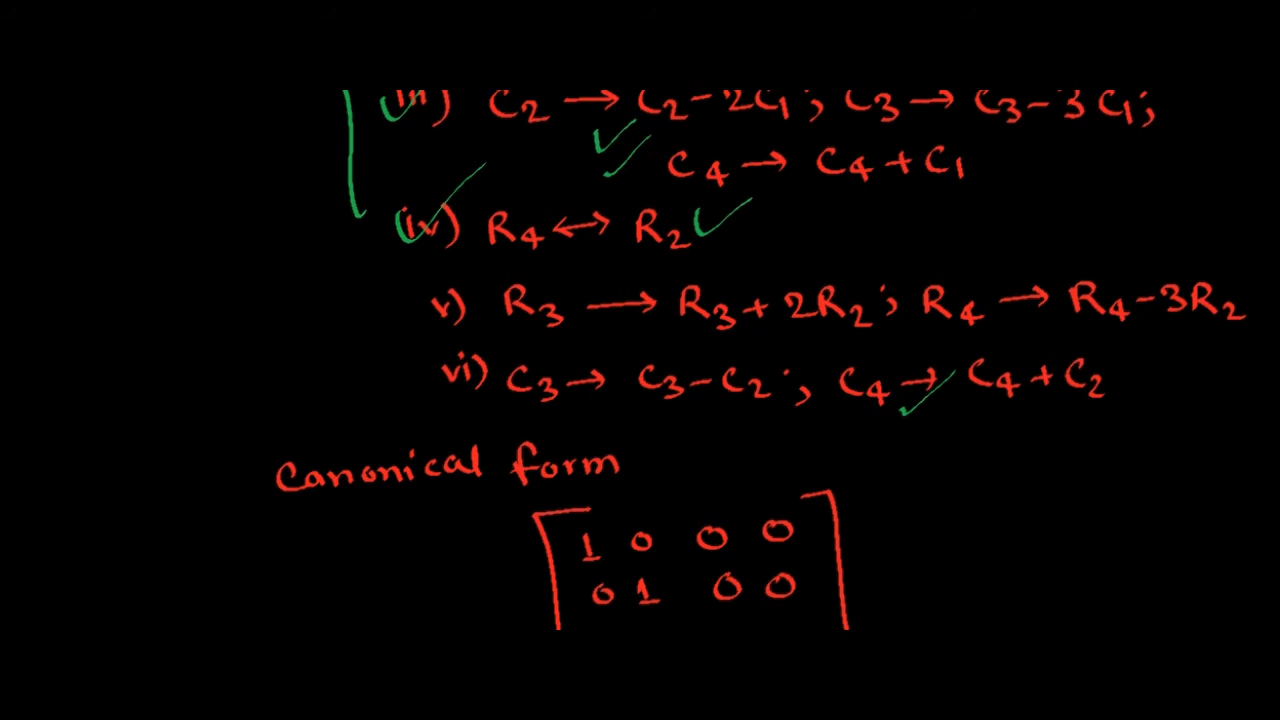 iii) C₂ → C₂ - 2C₁ ; C₃ → C₃ - 3C₁ ;
C₄ → C₄ + C₁
(iv) R₄ ↔ R₂
v) R₃ → R₃ + 2R₂ ; R₄ → R₄ - 3R₂
vi) C₃ → C₃ - C₂ ; C₄ → C₄ + C₂
Canonical form
1 0 0 0
0 1 0 0